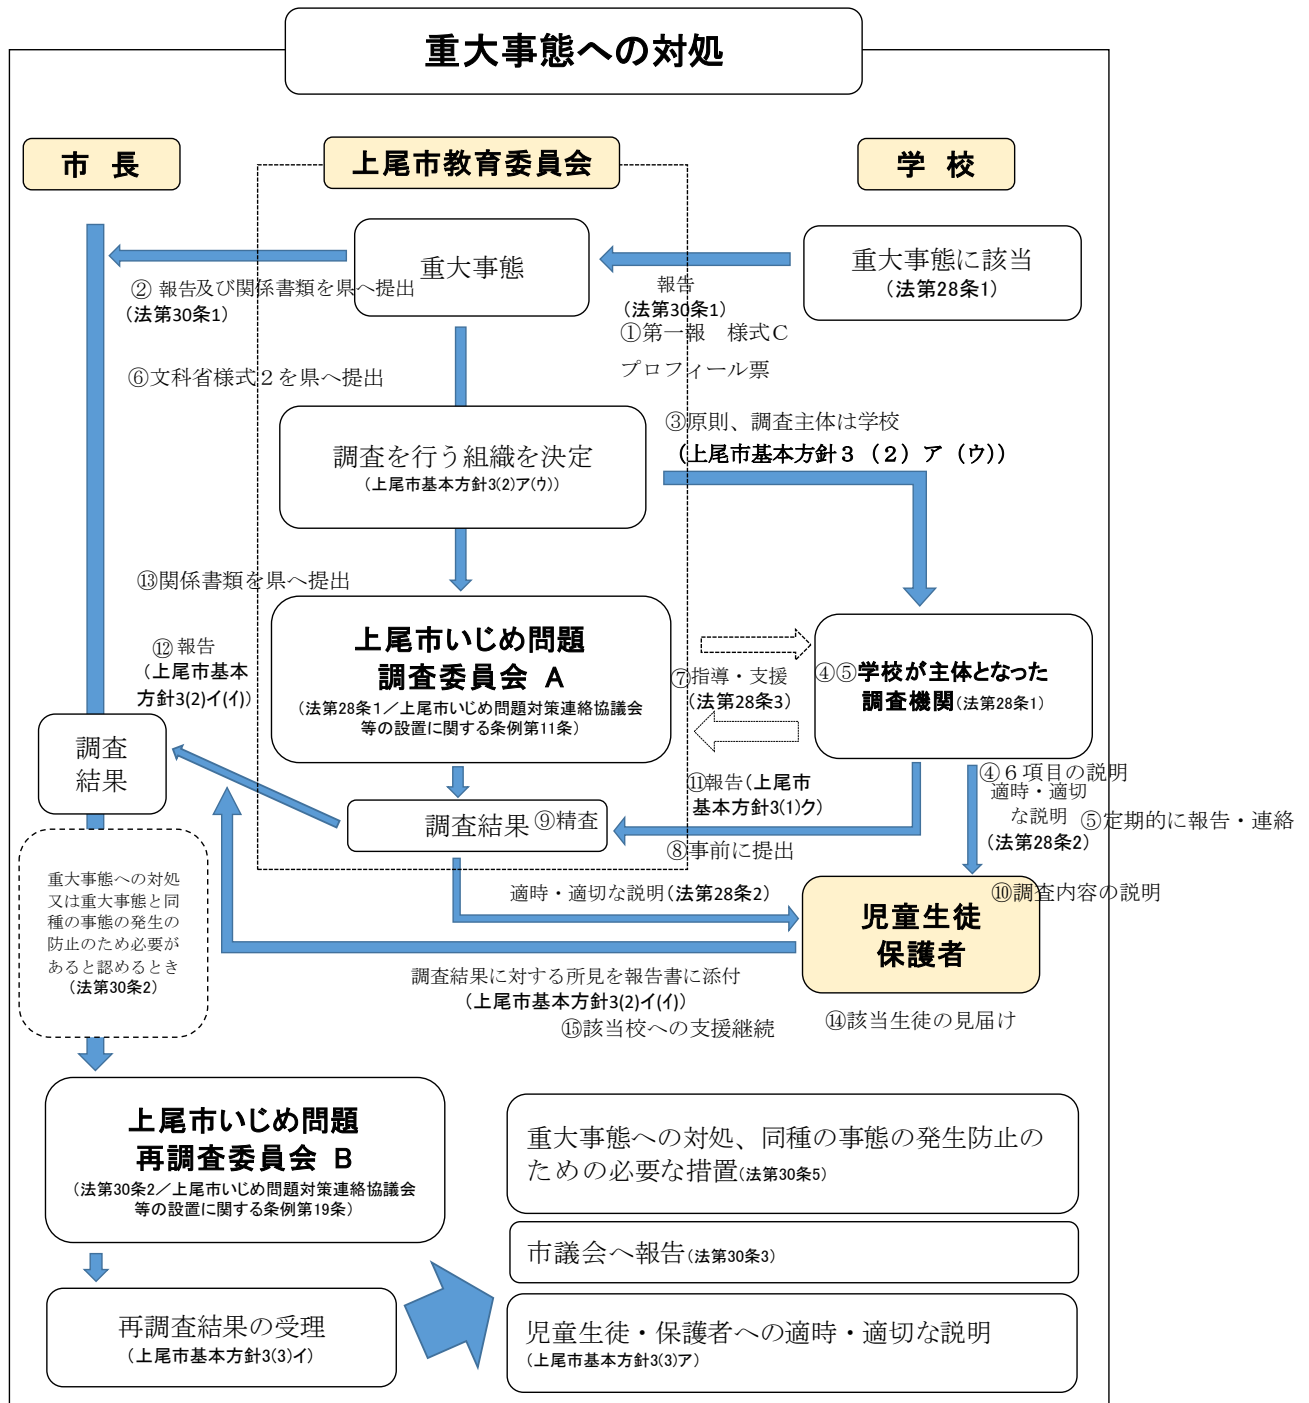 重大事態への対処
市 長
上尾市教育委員会
学 校
重大事態
重大事態に該当
(法第28条1)
② 報告及び関係書類を県へ提出
(法第30条1)
報告
(法第30条1)
①第一報　様式C
プロフィール票
⑥文科省様式２を県へ提出
調査を行う組織を決定
(上尾市基本方針3(2)ア(ウ))
③原則、調査主体は学校
(上尾市基本方針３（２）ア（ウ）)
⑬関係書類を県へ提出
⑫ 報告
(上尾市基本
方針3(2)イ(イ))
上尾市いじめ問題
調査委員会 A
(法第28条1／上尾市いじめ問題対策連絡協議会
等の設置に関する条例第11条)
⑦指導・支援
(法第28条3)
④⑤学校が主体となった
調査機関(法第28条1)
調査
結果
調査結果 ⑨精査
⑪報告(上尾市
基本方針3(1)ク)
⑧事前に提出
④６項目の説明
適時・適切
な説明
(法第28条2)
⑤定期的に報告・連絡
⑩調査内容の説明
重大事態への対処
又は重大事態と同
種の事態の発生の
防止のため必要が
あると認めるとき
(法第30条2)
適時・適切な説明(法第28条2)
児童生徒
保護者
調査結果に対する所見を報告書に添付
(上尾市基本方針3(2)イ(イ))
⑮該当校への支援継続
⑭該当生徒の見届け
上尾市いじめ問題
再調査委員会 B
(法第30条2／上尾市いじめ問題対策連絡協議会
等の設置に関する条例第19条)
重大事態への対処、同種の事態の発生防止の
ための必要な措置(法第30条5)
市議会へ報告(法第30条3)
再調査結果の受理
(上尾市基本方針3(3)イ)
児童生徒・保護者への適時・適切な説明
(上尾市基本方針3(3)ア)